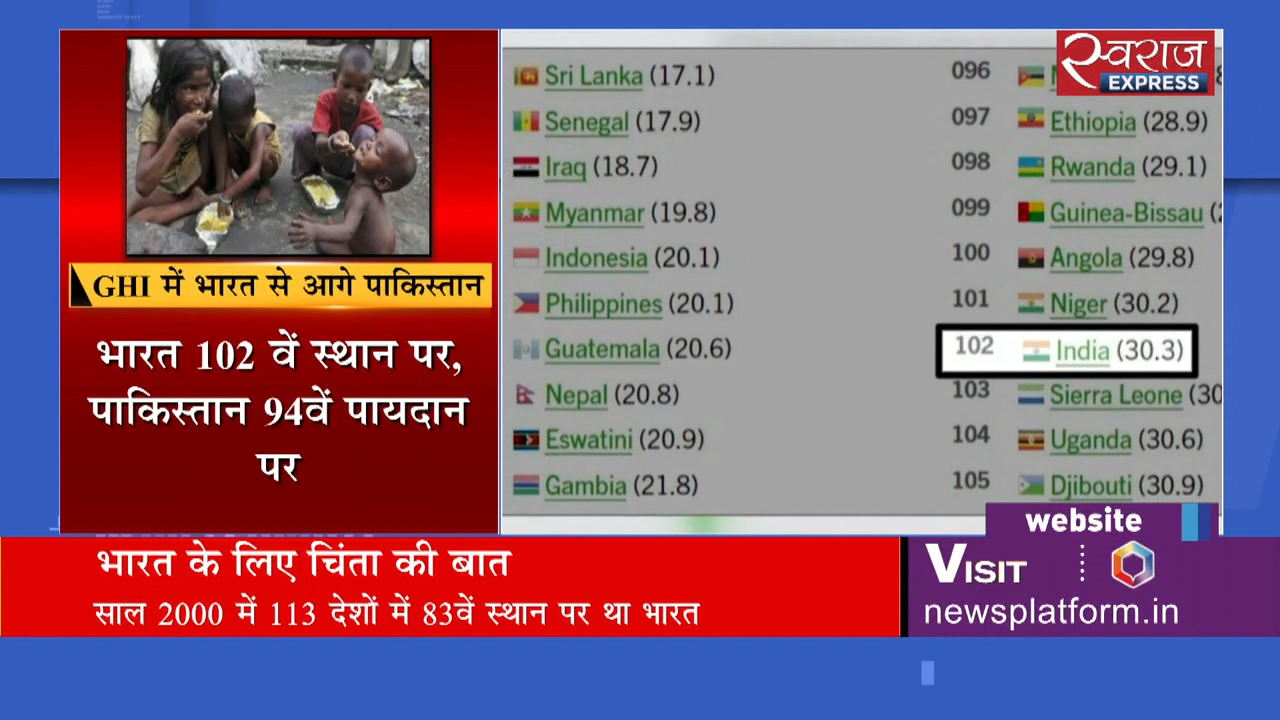 GHI में भारत से आगे पाकिस्तान
भारत 102 वें स्थान पर,
पाकिस्तान 94वें पायदान
पर
Sri Lanka (17.1)
Senegal (17.9)
Iraq (18.7)
Myanmar (19.8)
Indonesia (20.1)
Philippines (20.1)
Guatemala (20.6)
Nepal (20.8)
Eswatini (20.9)
Gambia (21.8)
096
097 Ethiopia (28.9)
098 Rwanda (29.1)
099 Guinea-Bissau
100 Angola (29.8)
101 Niger (30.2)
102 India (30.3)
103 Sierra Leone (30
104 Uganda (30.6)
105 Djibouti (30.9)
स्वराज
EXPRESS
भारत के लिए चिंता की बात
साल 2000 में 113 देशों में 83वें स्थान पर था भारत
website
VISIT
newsplatform.in